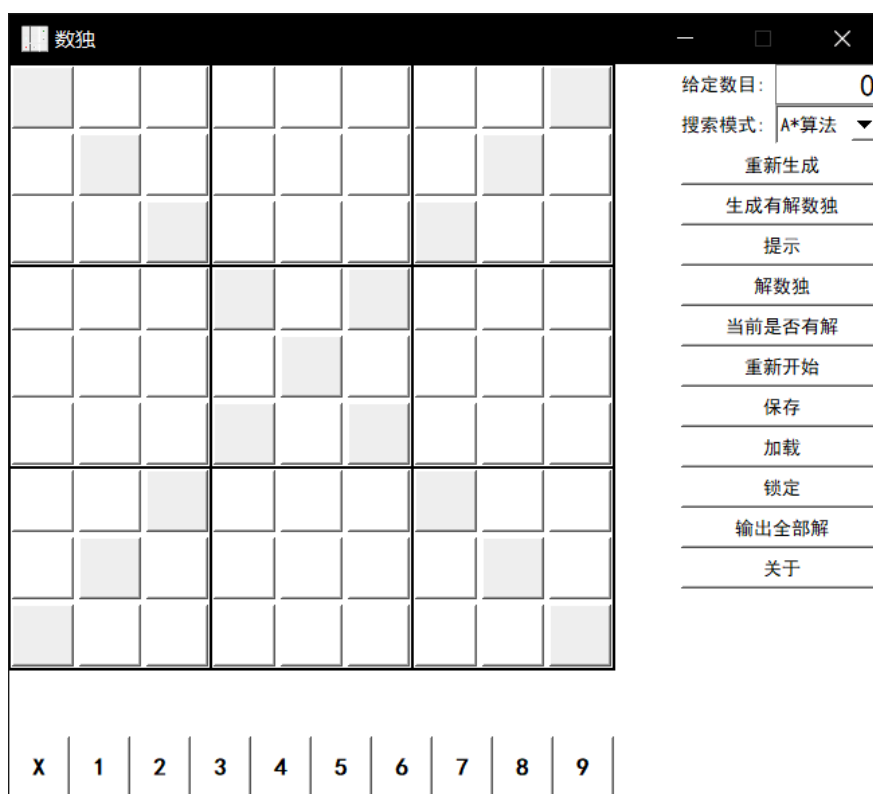 数独
给定数目: 0
搜索模式: A*算法
重新生成
生成有解数独
提示
解数独
当前是否有解
重新开始
保存
加载
锁定
输出全部解
关于
X 1 2 3 4 5 6 7 8 9